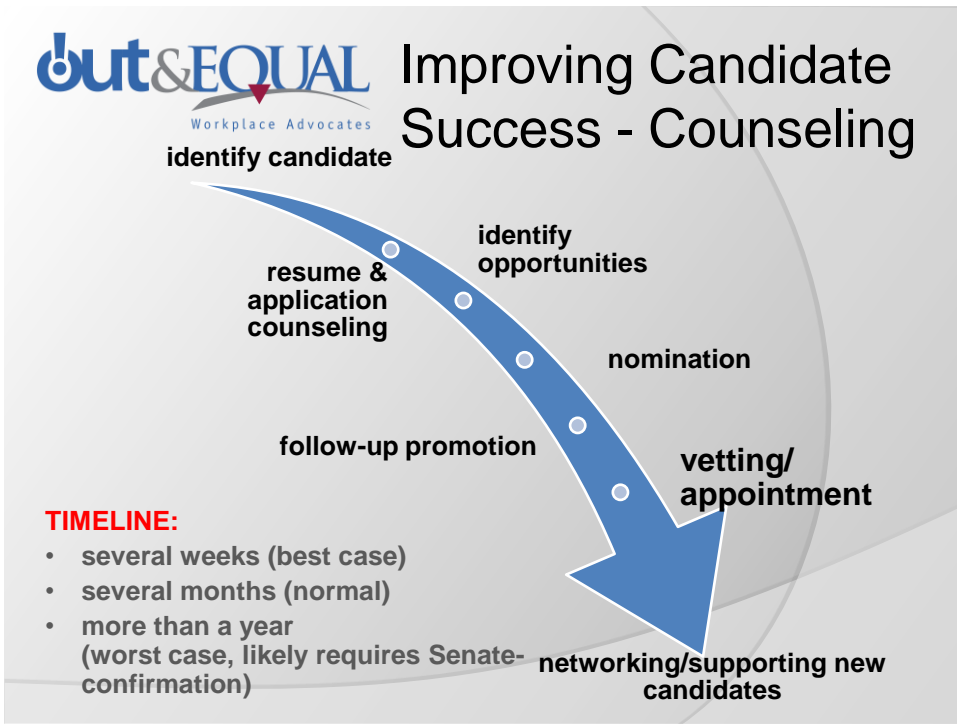 out&EQUAL
Workplace Advocates
Improving Candidate
Success - Counseling
identify candidate
identify
opportunities
resume &
application
counseling
nomination
follow-up promotion
vetting/
appointment
TIMELINE:
• several weeks (best case)
• several months (normal)
• more than a year
(worst case, likely requires Senate-
confirmation)
networking/supporting new
candidates